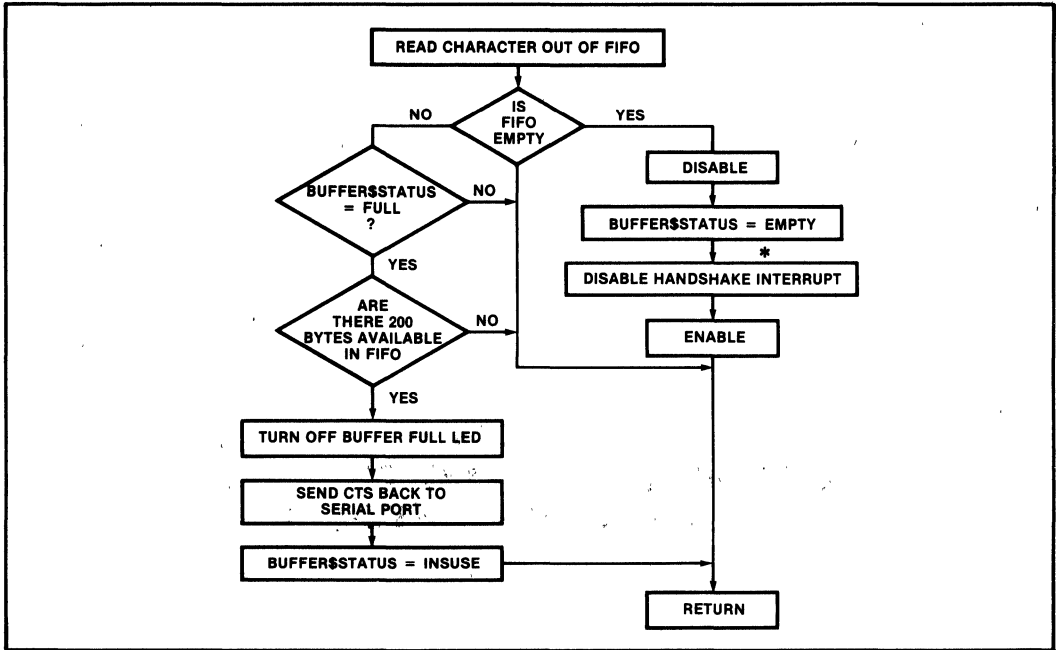 READ CHARACTER OUT OF FIFO
IS
FIFO
EMPTY
NO
YES
DISABLE
BUFFER$STATUS
= FULL
?
NO
BUFFER$STATUS = EMPTY
*
YES
DISABLE HANDSHAKE INTERRUPT
ARE
THERE 200
BYTES AVAILABLE
IN FIFO
NO
ENABLE
YES
TURN OFF BUFFER FULL LED
SEND CTS BACK TO
SERIAL PORT
BUFFER$STATUS = INSUSE
RETURN